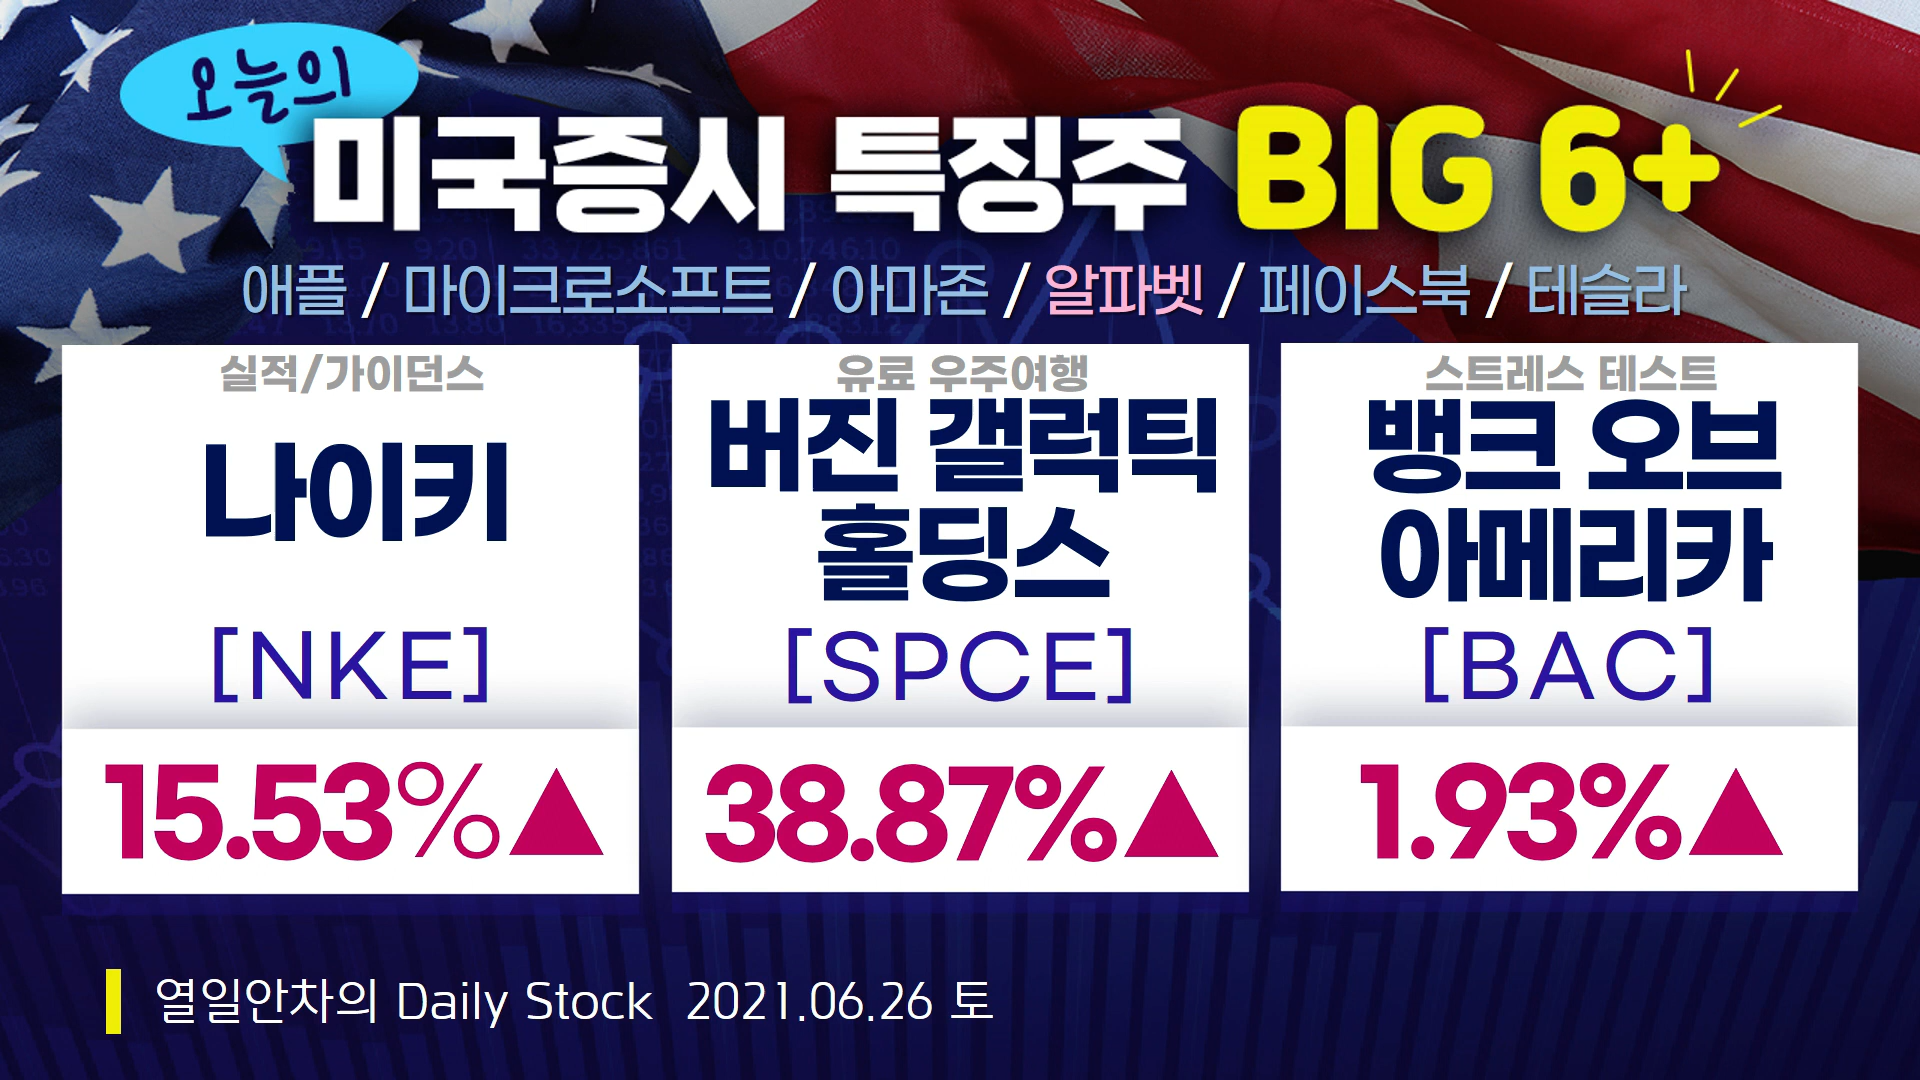 오늘의
미국증시 특징주 BIG 6+
애플 / 마이크로소프트 / 아마존 / 알파벳 / 페이스북 / 테슬라
실적/가이던스
나이키
[NKE]
15.53%▲
유료 우주여행
버진 갤럭틱
홀딩스
[SPCE]
38.87%▲
스트레스 테스트
뱅크 오브
아메리카
[BAC]
1.93%▲
열일안차의 Daily Stock 2021.06.26 토